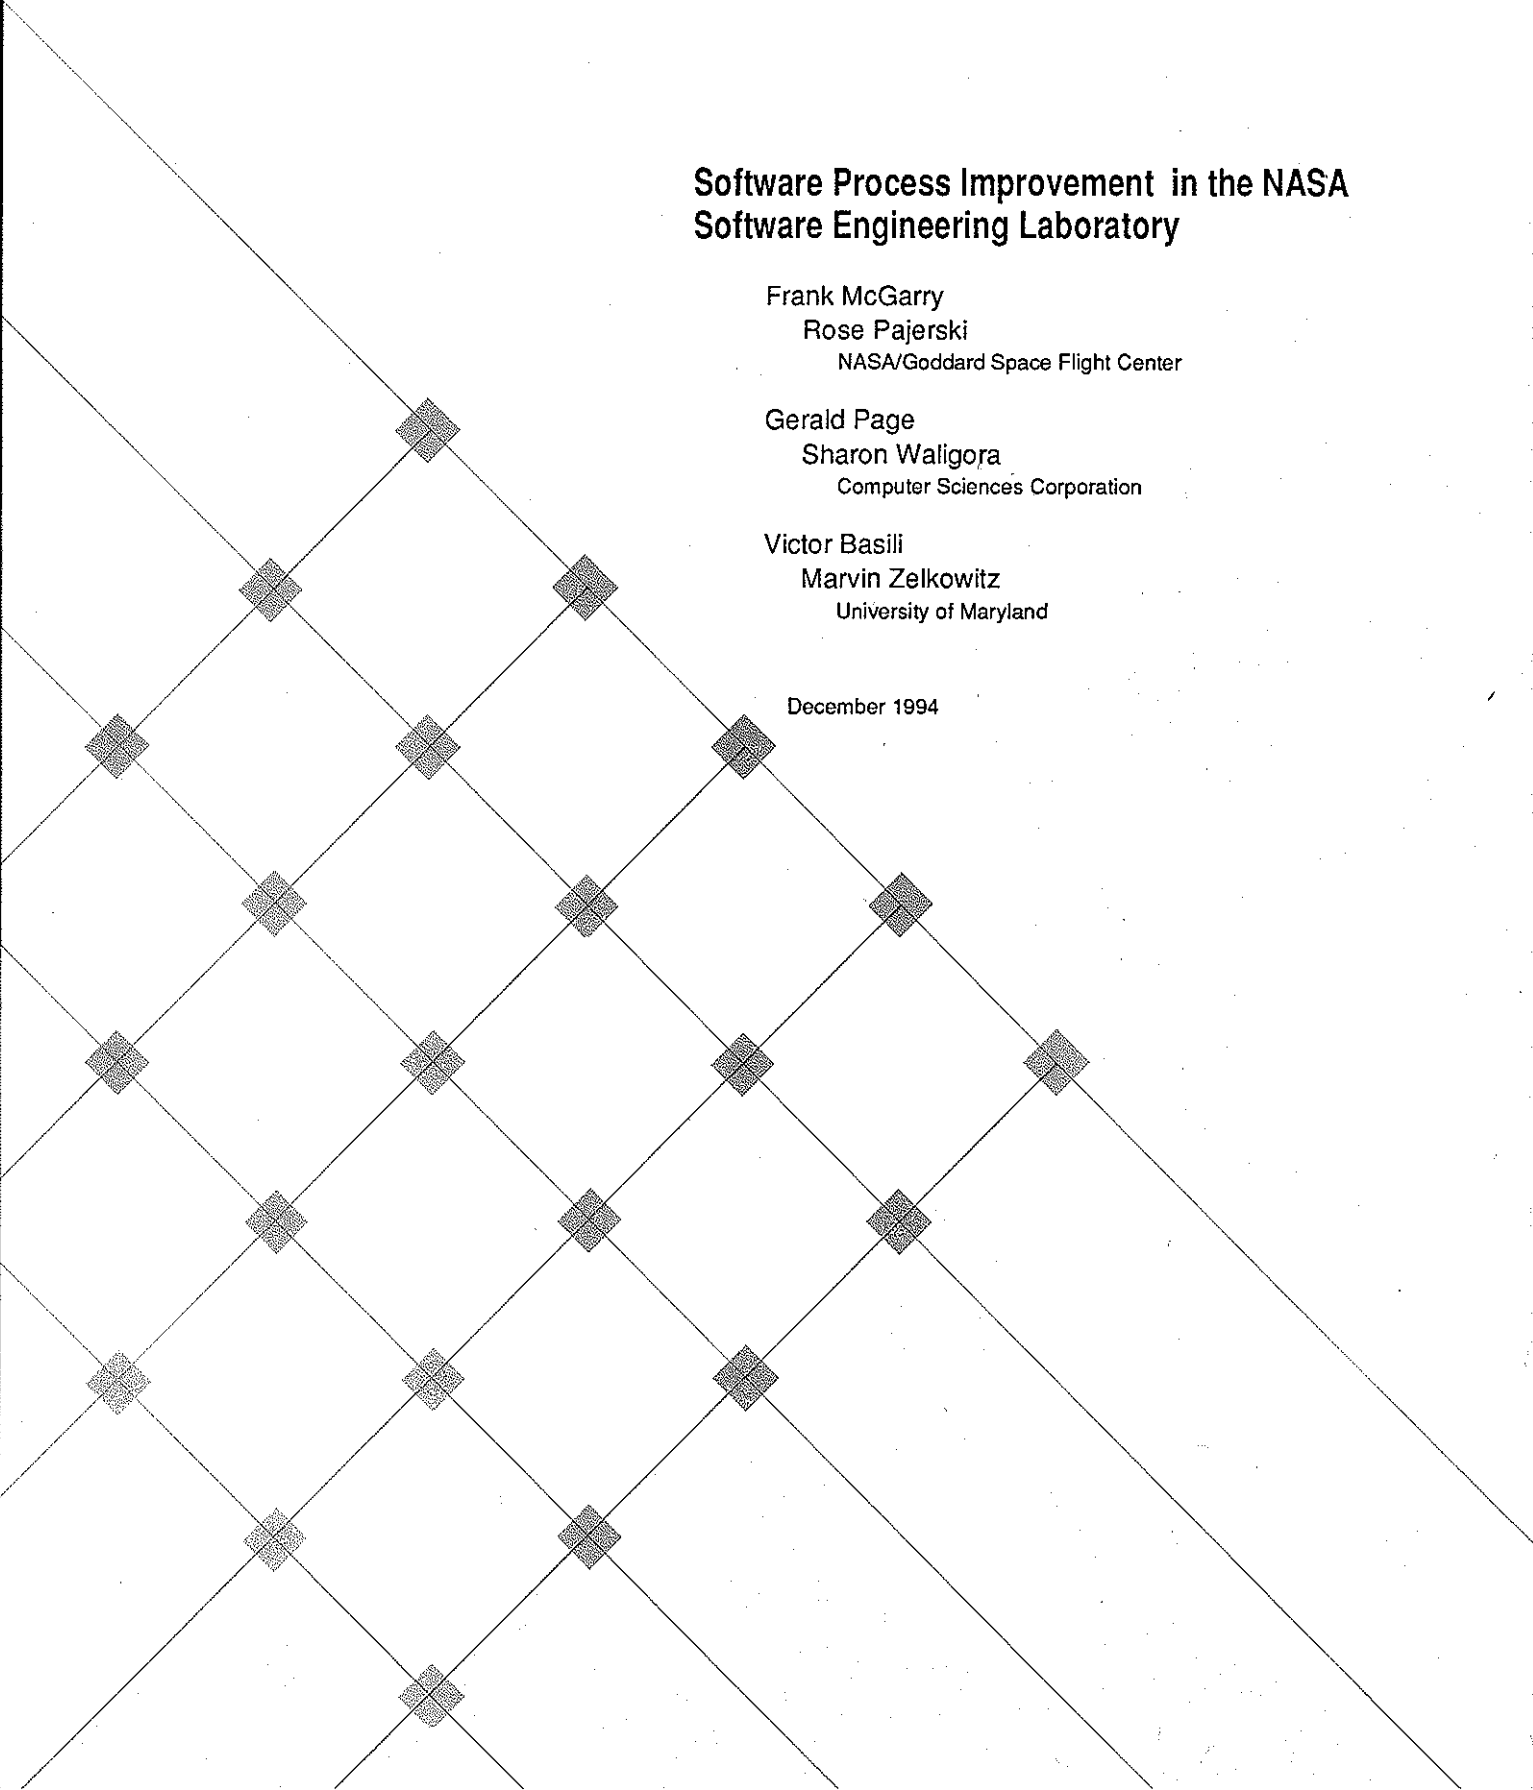 Software Process Improvement in the NASA
Software Engineering Laboratory
Frank McGarry
Rose Pajerski
NASA/Goddard Space Flight Center
Gerald Page
Sharon Waligora
Computer Sciences Corporation
Victor Basili
Marvin Zelkowitz
University of Maryland
December 1994